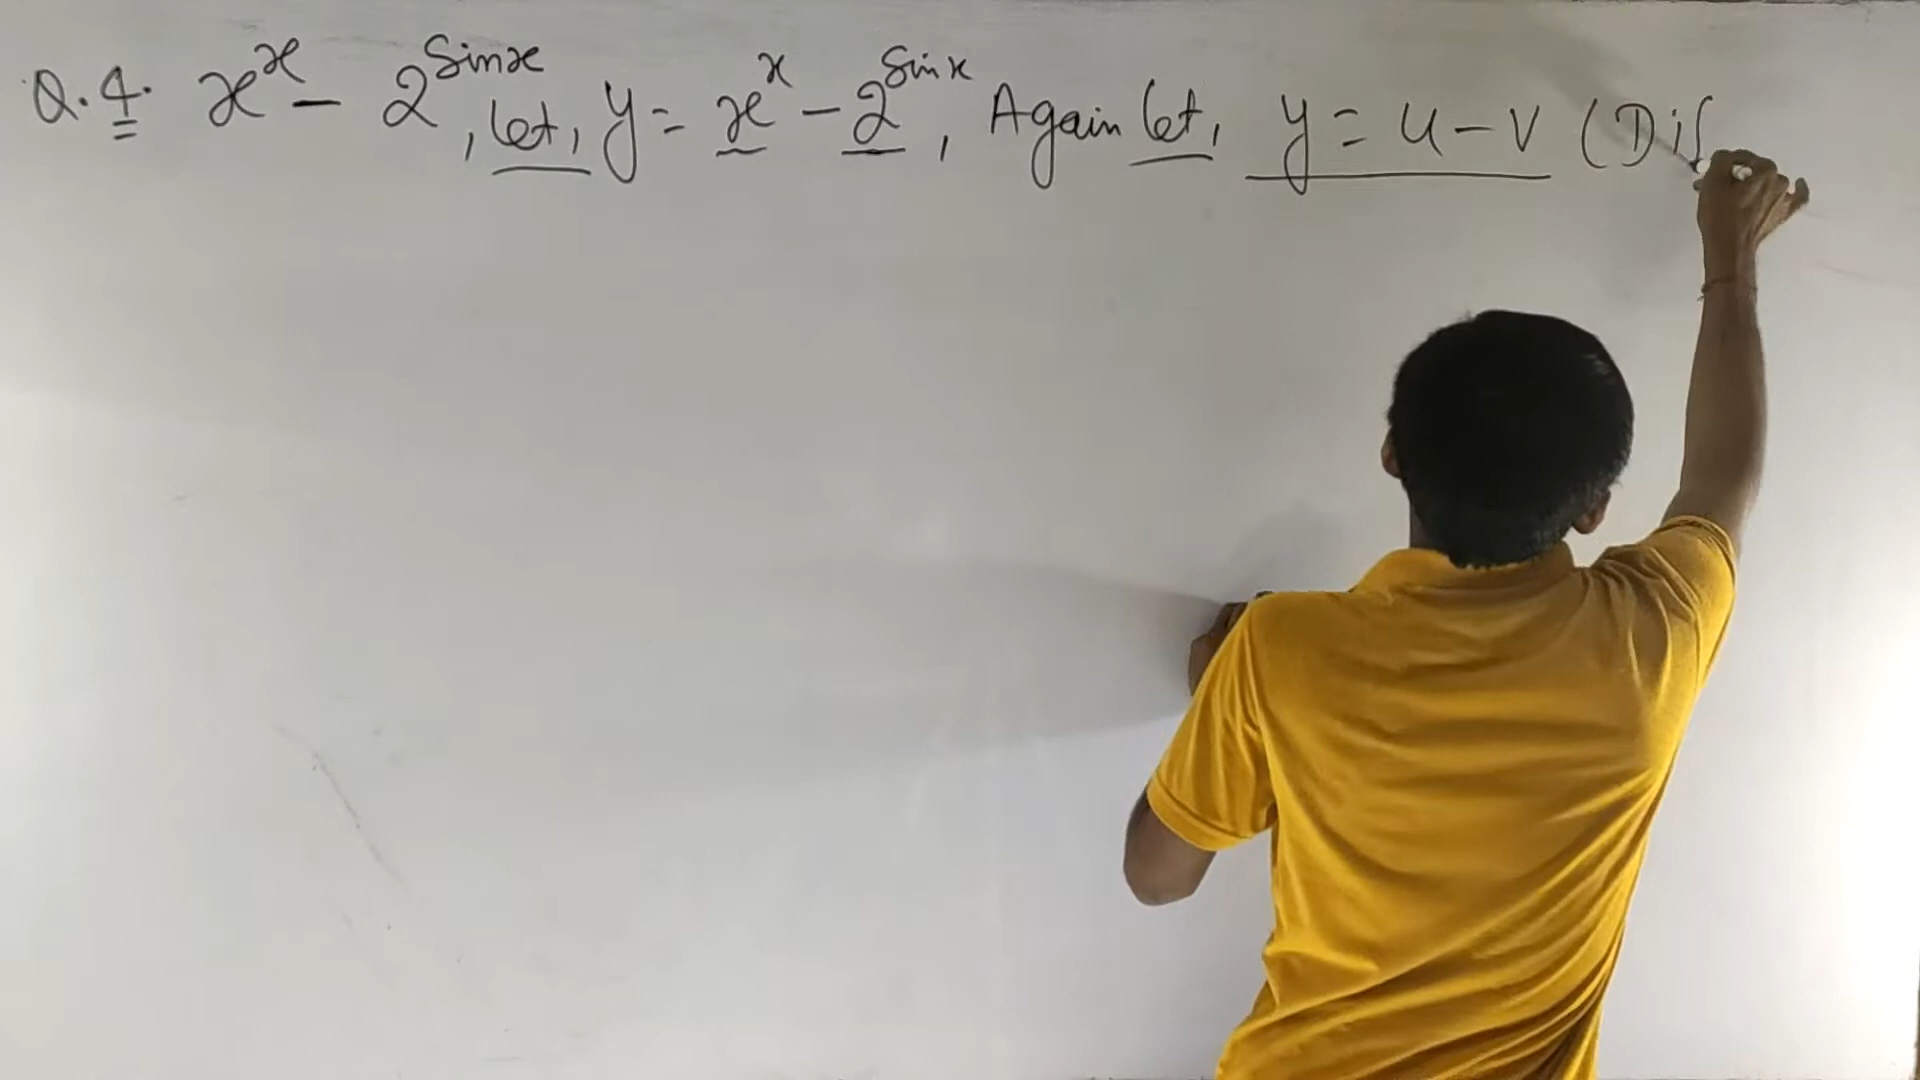 Q.4. x^x - 2^Sinx, let, y = x^x - 2^Sinx, Again let, y = u - v (Dif